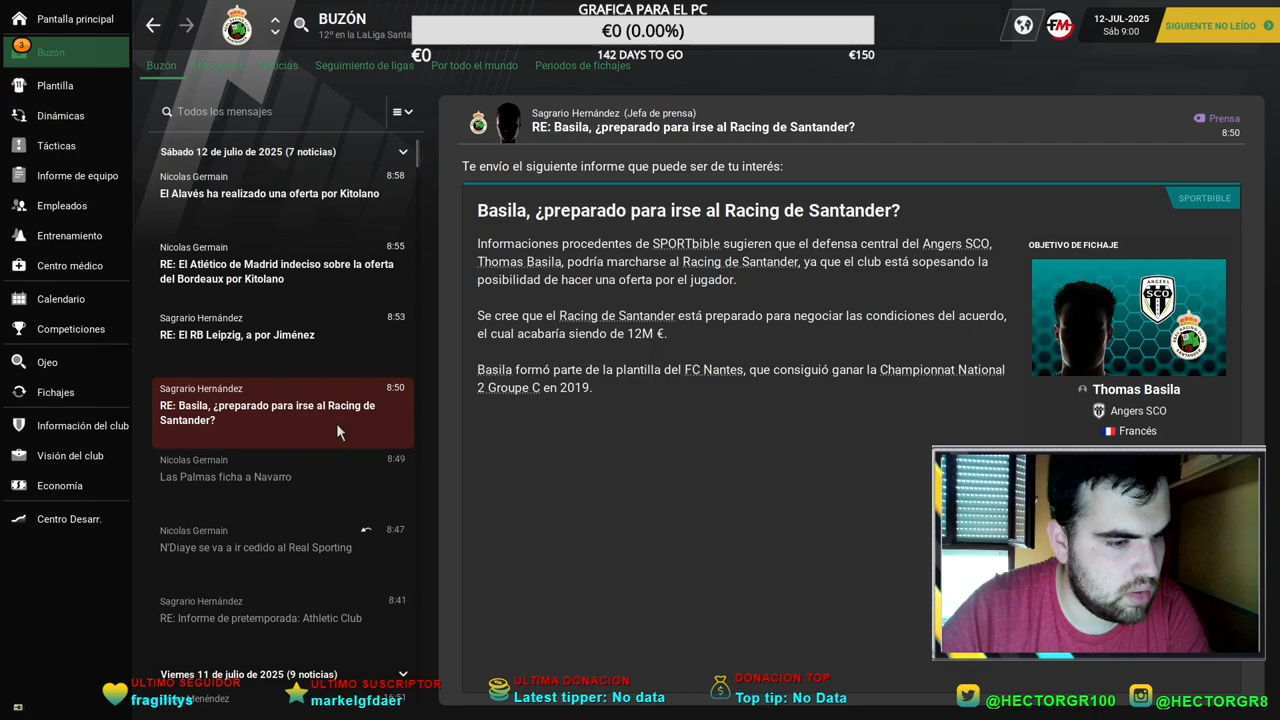 Pantalla principal
3
Buzón
Plantilla
Dinámicas
Tácticas
Informe de equipo
Empleados
Entrenamiento
Centro médico
Calendario
Competiciones
Ojeo
Fichajes
Información del club
Visión del club
Economía
Centro Desarr.
BUZÓN
12º en la LaLiga Santa
GRAFICA PARA EL PC
€0 (0.00%)
€0
142 DAYS TO GO
€150
FM
12-JUL-2025
Sáb 9:00
SIGUIENTE NO LEÍDO
Buzón
Noticias
Seguimiento de ligas
Por todo el mundo
Periodos de fichajes
Todos los mensajes
Sábado 12 de julio de 2025 (7 noticias)
Nicolas Germain
8:58
El Alavés ha realizado una oferta por Kitolano
Nicolas Germain
8:55
RE: El Atlético de Madrid indeciso sobre la oferta
del Bordeaux por Kitolano
Sagrario Hernández
8:53
RE: El RB Leipzig, a por Jiménez
Sagrario Hernández
8:50
RE: Basila, ¿preparado para irse al Racing de
Santander?
Nicolas Germain
8:49
Las Palmas ficha a Navarro
Nicolas Germain
8:47
N'Diaye se va a ir cedido al Real Sporting
Sagrario Hernández
8:41
RE: Informe de pretemporada: Athletic Club
Viernes 11 de julio de 2025 (9 noticias)
Menéndez
Sagrario Hernández (Jefa de prensa)
RE: Basila, ¿preparado para irse al Racing de Santander?
Prensa
8:50
Te envío el siguiente informe que puede ser de tu interés:
SPORTBIBLE
Basila, ¿preparado para irse al Racing de Santander?
Informaciones procedentes de SPORTbible sugieren que el defensa central del Angers SCO,
Thomas Basila, podría marcharse al Racing de Santander, ya que el club está sopesando la
posibilidad de hacer una oferta por el jugador.
Se cree que el Racing de Santander está preparado para negociar las condiciones del acuerdo,
el cual acabaría siendo de 12M €.
Basila formó parte de la plantilla del FC Nantes, que consiguió ganar la Championnat National
2 Groupe C en 2019.
OBJETIVO DE FICHAJE
ANGERS
SCO
Thomas Basila
Angers SCO
Francés
ULTIMO SEGUIDOR
fragilitys
ULTIMO SUSCRIPTOR
markelgfdaer
ULTIMA DONACION
Latest tipper: No data
DONACION TOP
Top tip: No Data
@HECTORGR100
@HECTORGR8